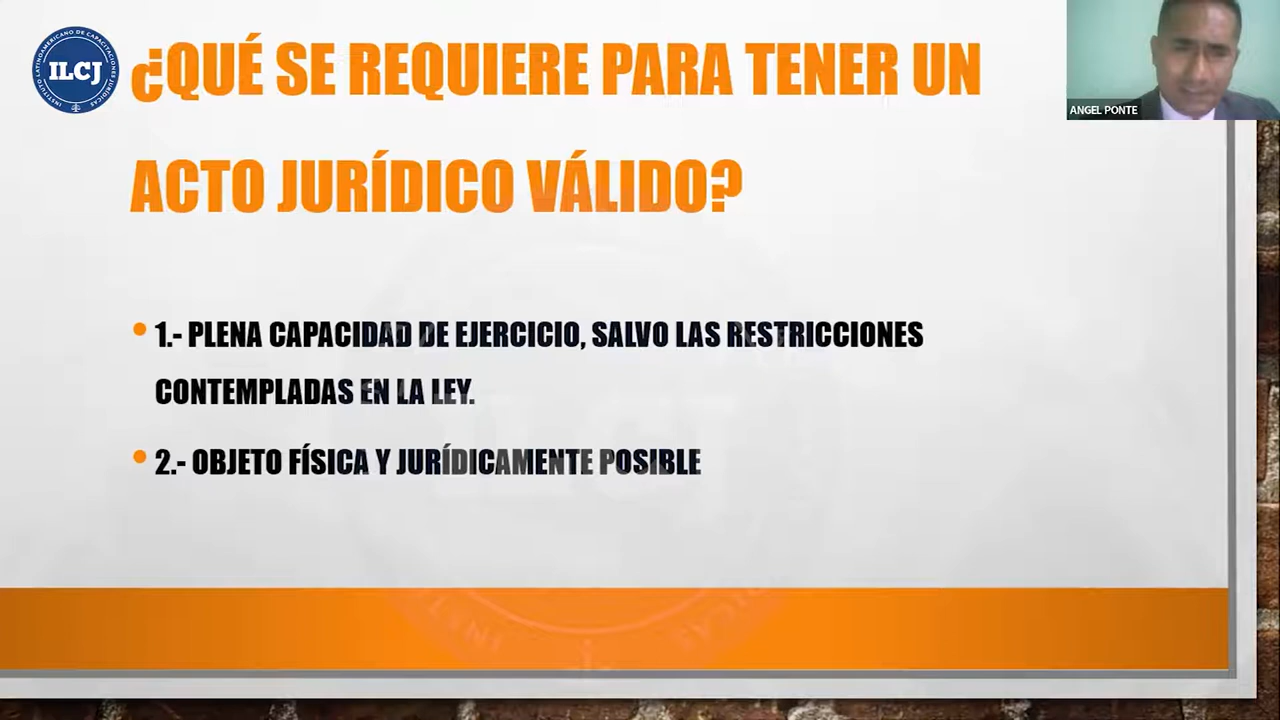 INSTITUTO LATINOAMERICANO DE CAPACITACIONES JURÍDICAS
ILCJ
¿QUÉ SE REQUIERE PARA TENER UN
ACTO JURÍDICO VÁLIDO?
ANGEL PONTE
1.- PLENA CAPACIDAD DE EJERCICIO, SALVO LAS RESTRICCIONES
CONTEMPLADAS EN LA LEY.
2.- OBJETO FÍSICA Y JURÍDICAMENTE POSIBLE
ILCJ